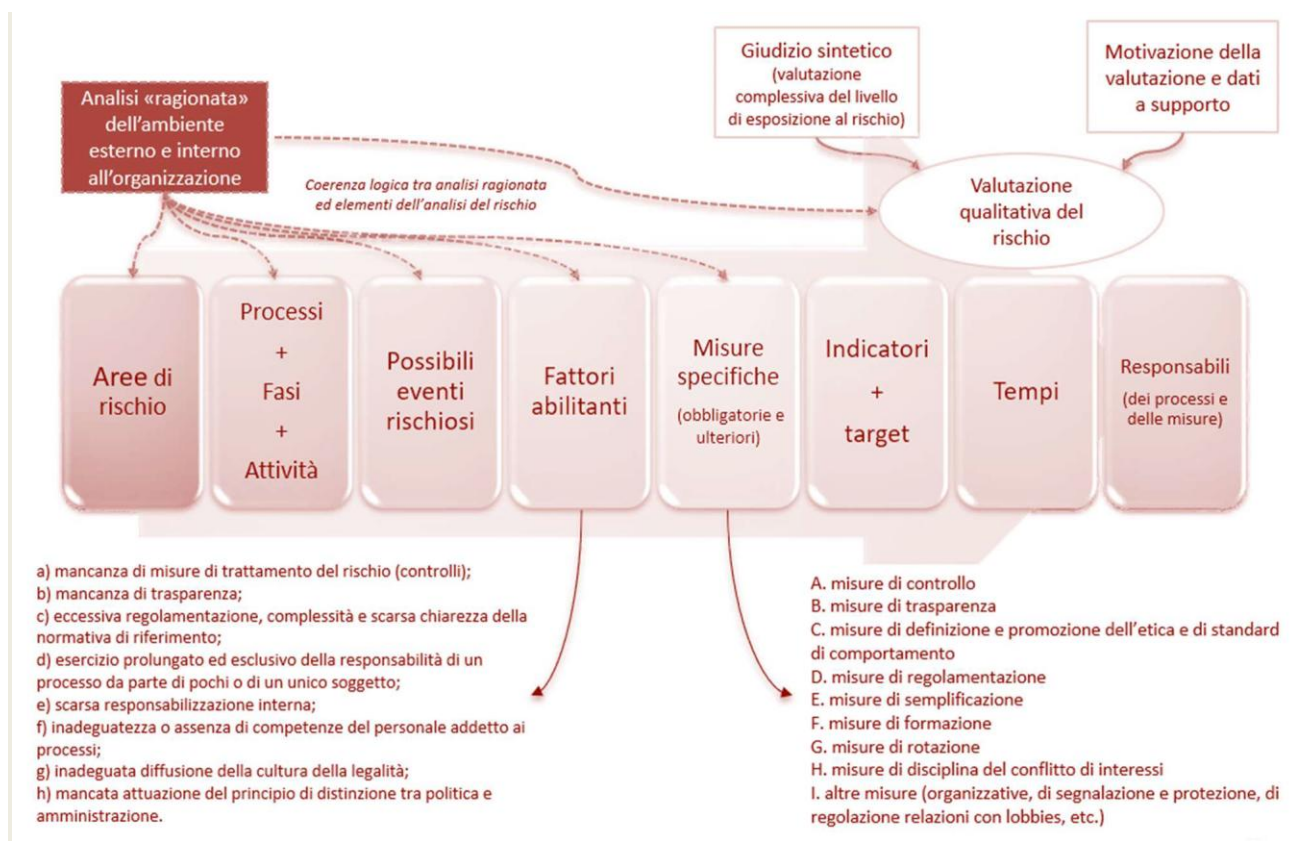 Analisi «ragionata»
dell'ambiente
esterno e interno
all'organizzazione
Giudizio sintetico
(valutazione
complessiva del livello
di esposizione al rischio)
Motivazione della
valutazione e dati
a supporto
Coerenza logica tra analisi ragionata
ed elementi dell'analisi del rischio
Valutazione
qualitativa del
rischio
Aree di
rischio
Processi
+
Fasi
+
Attività
Possibili
eventi
rischiosi
Fattori
abilitanti
Misure
specifiche
(obbligatorie e
ulteriori)
Indicatori
+
target
Tempi
Responsabili
(dei processi e
delle misure)
a) mancanza di misure di trattamento del rischio (controlli);
b) mancanza di trasparenza;
c) eccessiva regolamentazione, complessità e scarsa chiarezza della
normativa di riferimento;
d) esercizio prolungato ed esclusivo della responsabilità di un
processo da parte di pochi o di un unico soggetto;
e) scarsa responsabilizzazione interna;
f) inadeguatezza o assenza di competenze del personale addetto ai
processi;
g) inadeguata diffusione della cultura della legalità;
h) mancata attuazione del principio di distinzione tra politica e
amministrazione.
A. misure di controllo
B. misure di trasparenza
C. misure di definizione e promozione dell'etica e di standard
di comportamento
D. misure di regolamentazione
E. misure di semplificazione
F. misure di formazione
G. misure di rotazione
H. misure di disciplina del conflitto di interessi
I. altre misure (organizzative, di segnalazione e protezione, di
regolazione relazioni con lobbies, etc.)